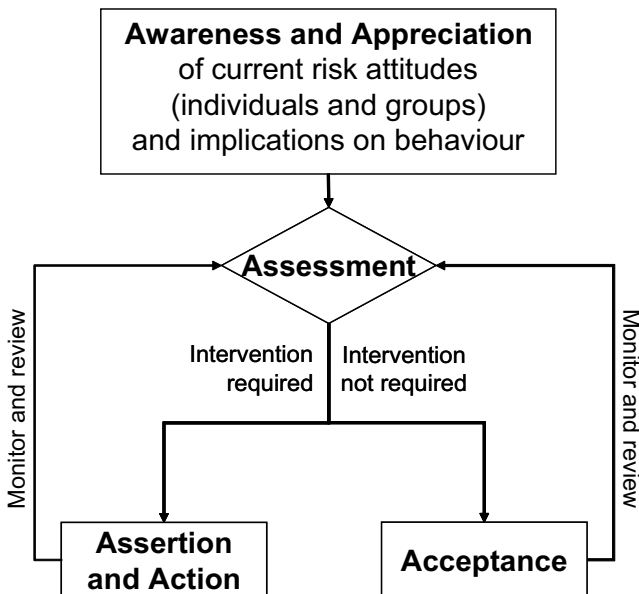 Awareness and Appreciation
of current risk attitudes
(individuals and groups)
and implications on behaviour
Assessment
Intervention
required
Intervention
not required
Monitor and review
Monitor and review
Assertion
and Action
Acceptance